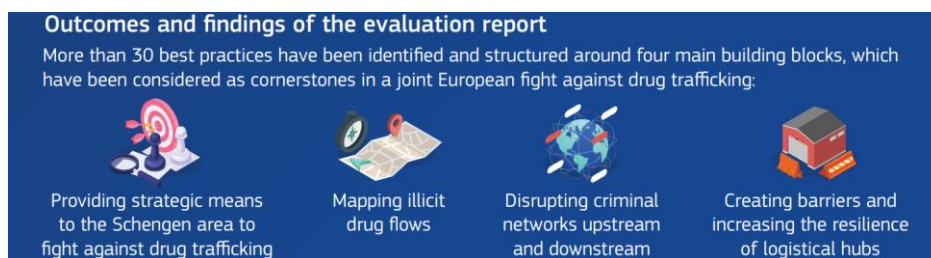 Outcomes and findings of the evaluation report
More than 30 best practices have been identified and structured around four main building blocks, which
have been considered as cornerstones in a joint European fight against drug trafficking:
Providing strategic means
to the Schengen area to
fight against drug trafficking
Mapping illicit
drug flows
Disrupting criminal
networks upstream
and downstream
Creating barriers and
increasing the resilience
of logistical hubs